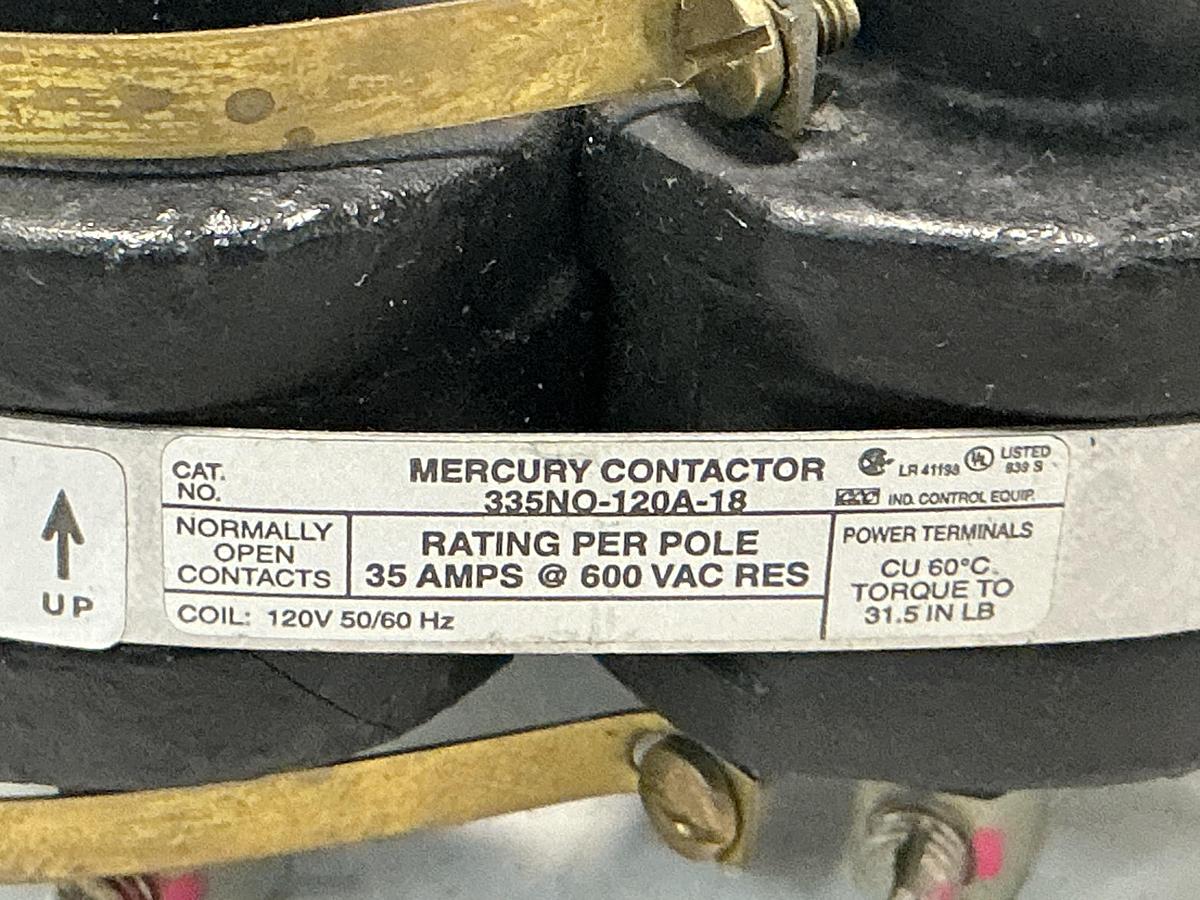 UP
CAT.
NO.
MERCURY CONTACTOR
335NO-120A-18
LR 41198
UL
LISTED
939 S
IND. CONTROL EQUIP.
NORMALLY
OPEN
CONTACTS
RATING PER POLE
35 AMPS @ 600 VAC RES
POWER TERMINALS
CU 60°C.
TORQUE TO
31.5 IN LB
COIL: 120V 50/60 Hz